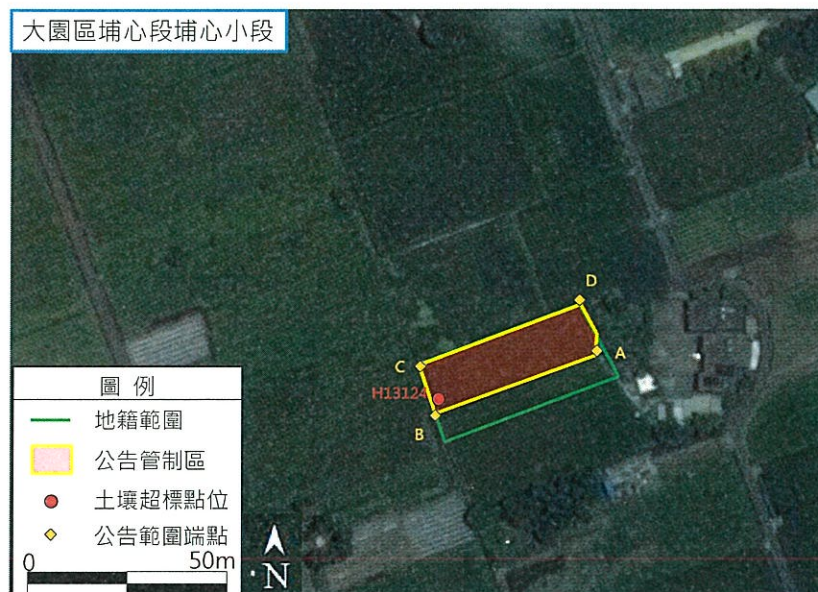 大園區埔心段埔心小段
D
A
C
H13124
B
圖例
地籍範圍
公告管制區
土壤超標點位
公告範圍端點
0 50m
N